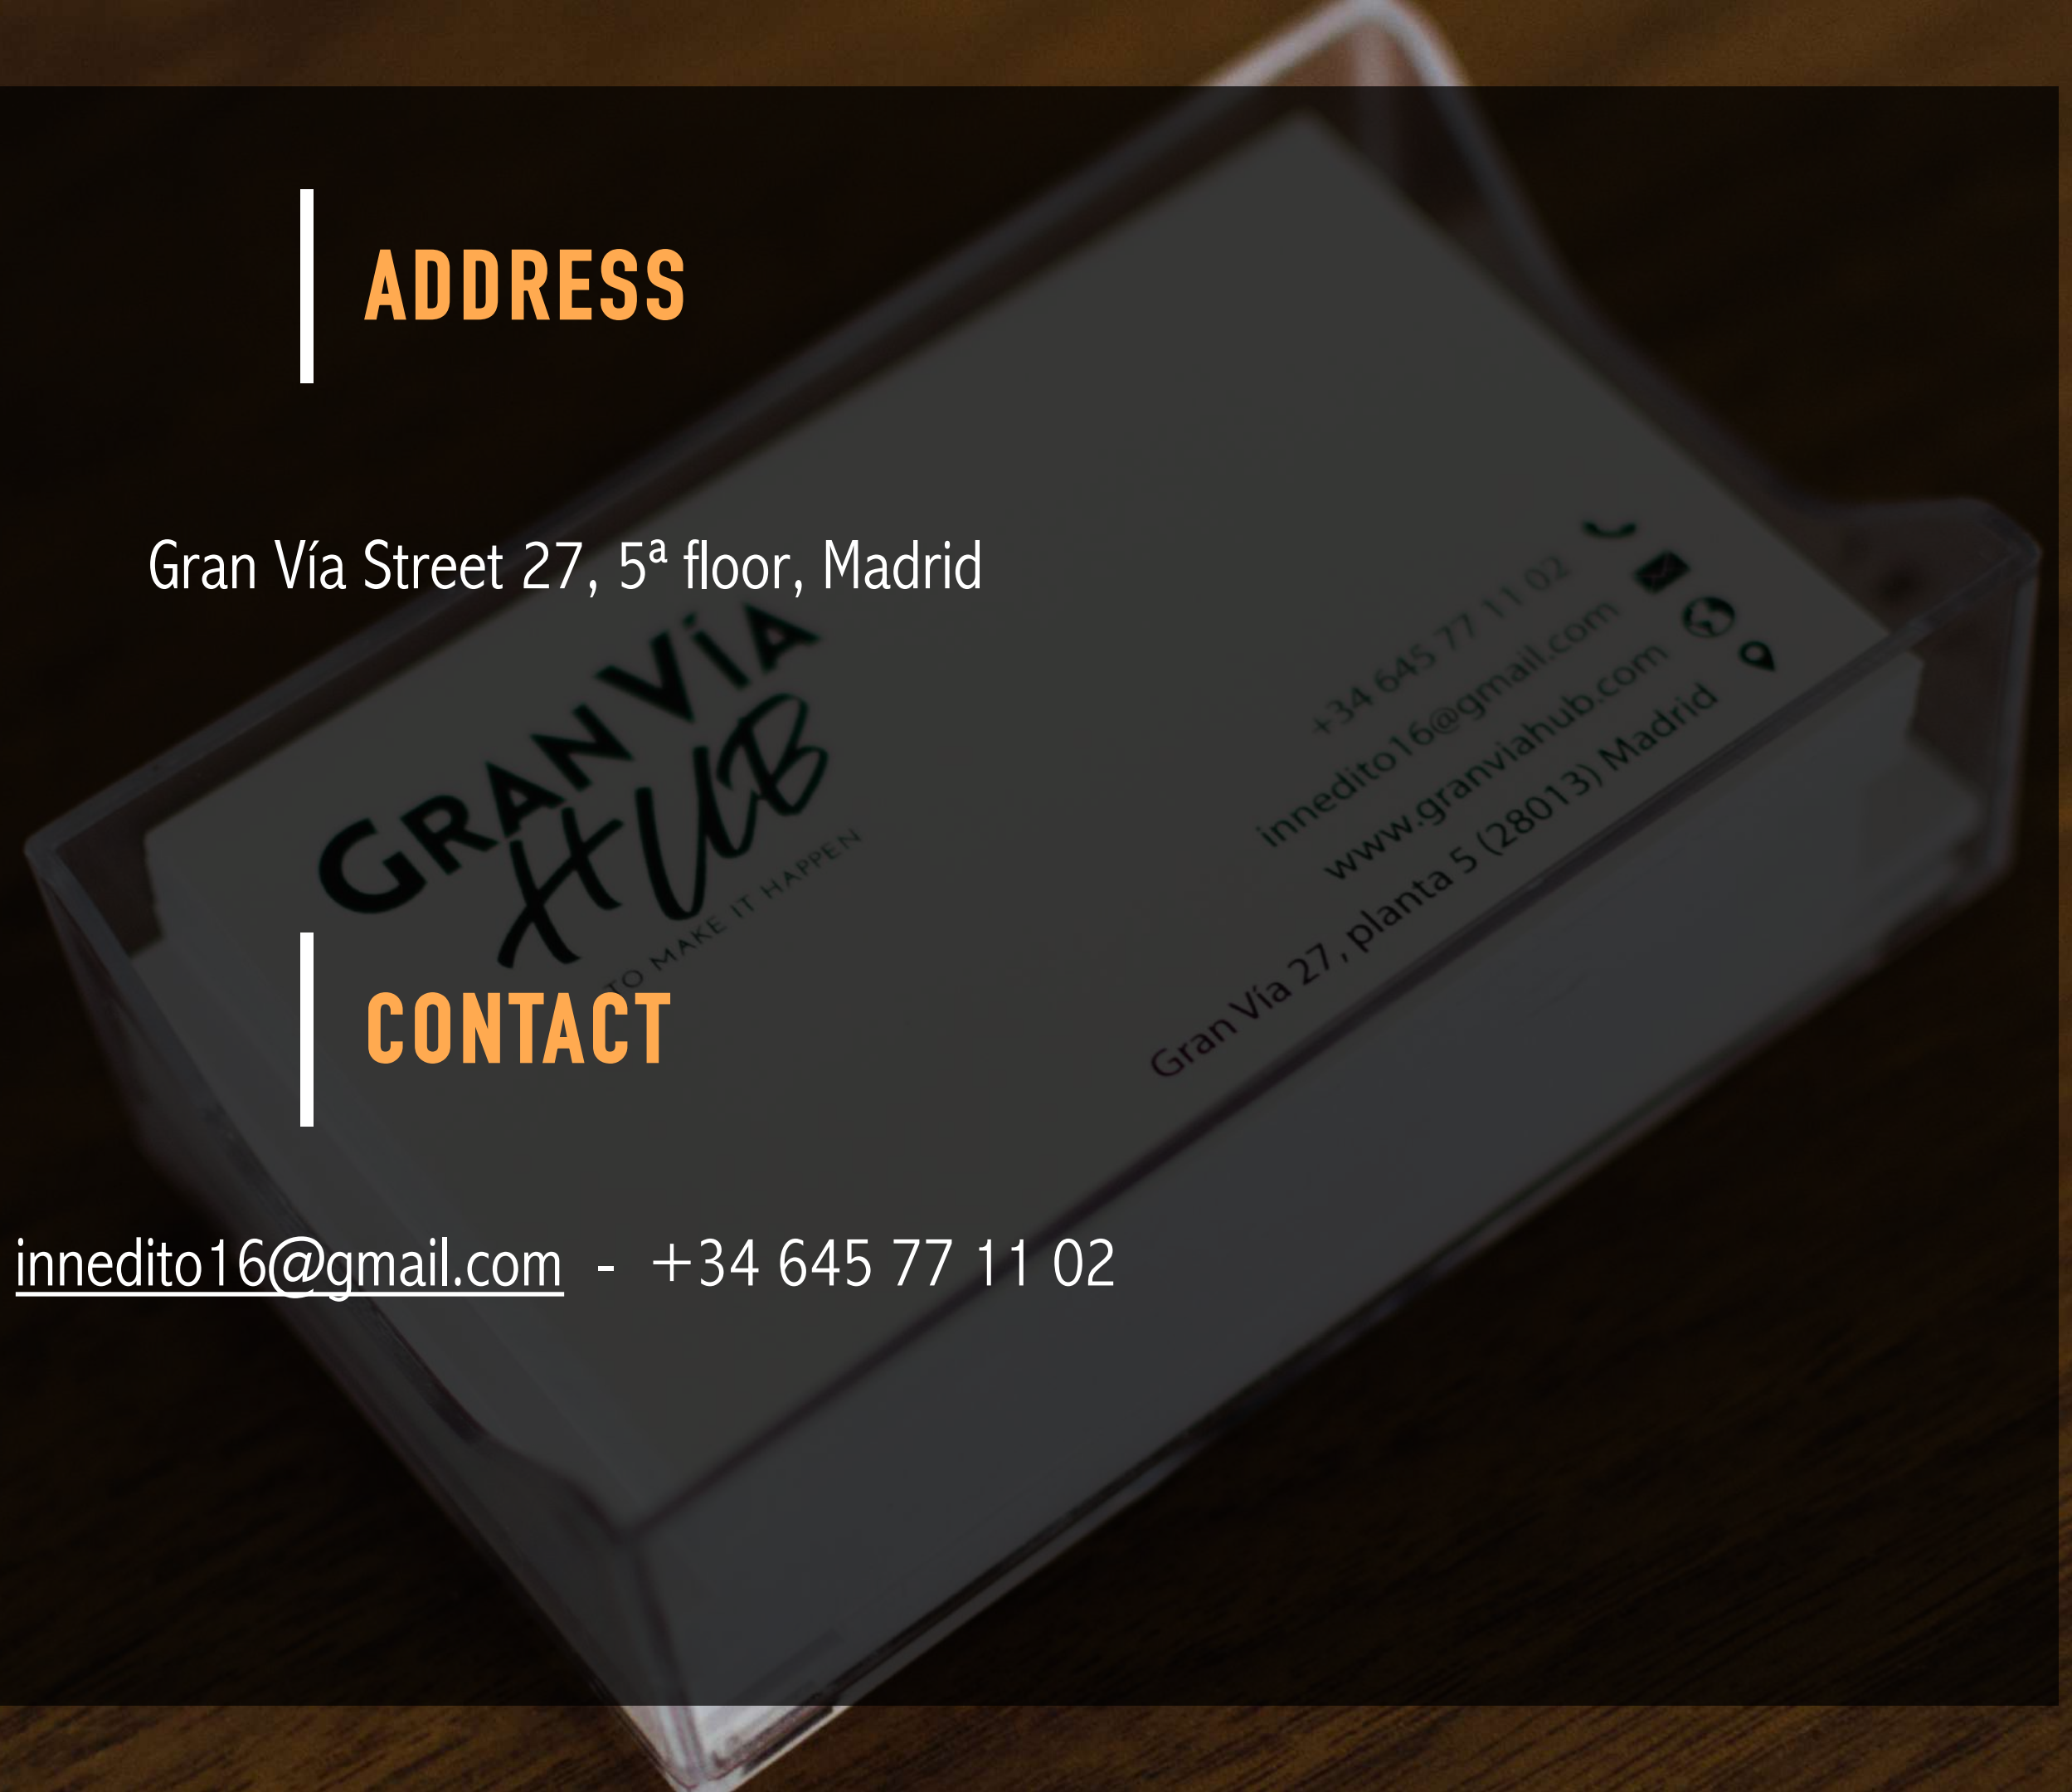 ADDRESS
Gran Vía Street 27, 5ª floor, Madrid
GRAN VÍA
HUB
TO MAKE IT HAPPEN
+34 645 77 11 02
innedito16@gmail.com
www.granviahub.com
Gran Vía 27, planta 5 (28013) Madrid
CONTACT
innedito16@gmail.com - +34 645 77 11 02